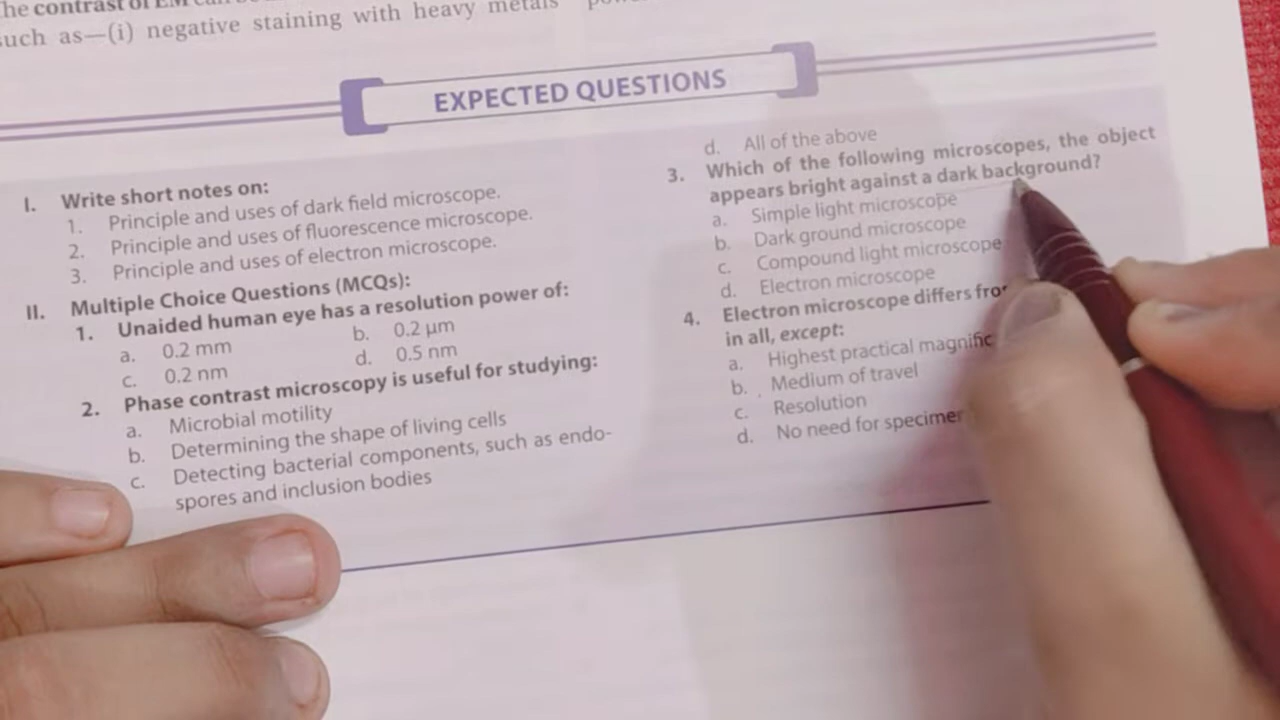 the contrast of EM can
such as—(i) negative staining with heavy metals
EXPECTED QUESTIONS
I. Write short notes on:
1. Principle and uses of dark field microscope.
2. Principle and uses of fluorescence microscope.
3. Principle and uses of electron microscope.
II. Multiple Choice Questions (MCQs):
1. Unaided human eye has a resolution power of:
a. 0.2 mm b. 0.2 µm
c. 0.2 nm d. 0.5 nm
2. Phase contrast microscopy is useful for studying:
a. Microbial motility
b. Determining the shape of living cells
c. Detecting bacterial components, such as endo-
spores and inclusion bodies
d. All of the above
3. Which of the following microscopes, the object
appears bright against a dark background?
a. Simple light microscope
b. Dark ground microscope
c. Compound light microscope
d. Electron microscope
4. Electron microscope differs
in all, except:
a. Highest practical
b. Medium of travel
c. Resolution
d. No need for specimen